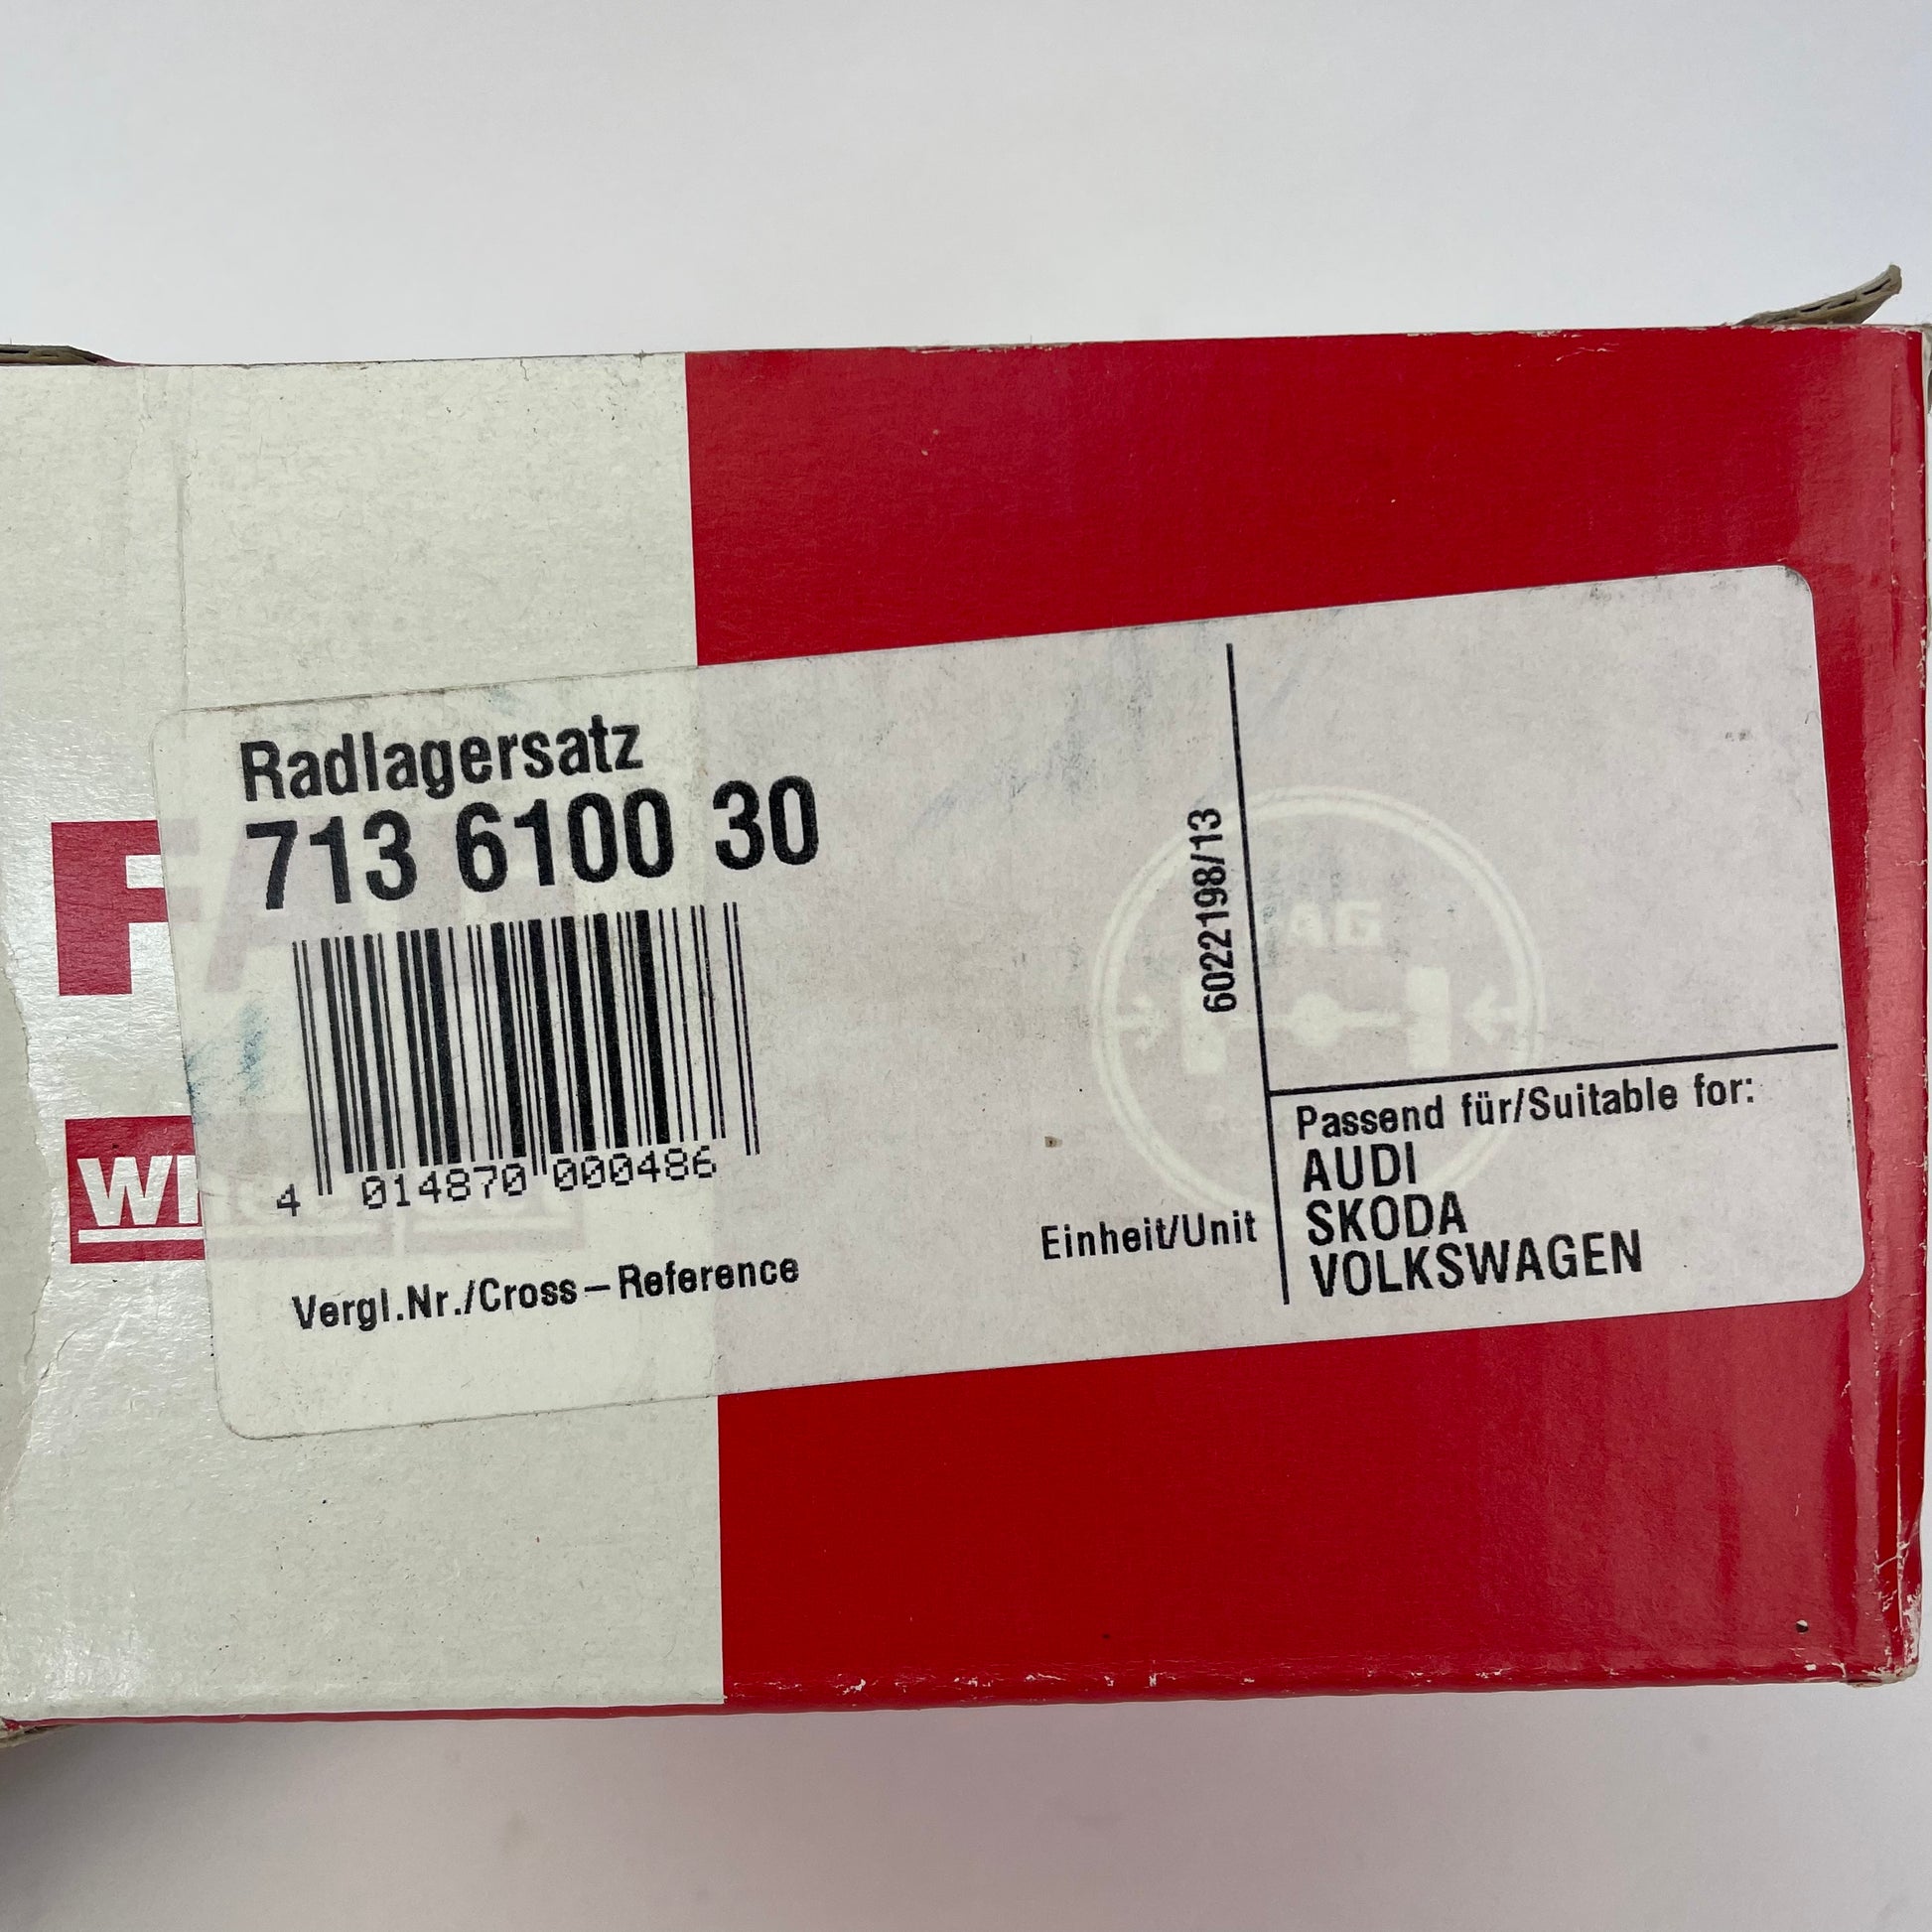 Radlagersatz
713 6100 30
4 014870 000486
Vergl.Nr./Cross–Reference
Einheit/Unit
6022198/13
Passend für/Suitable for:
AUDI
SKODA
VOLKSWAGEN
FAG